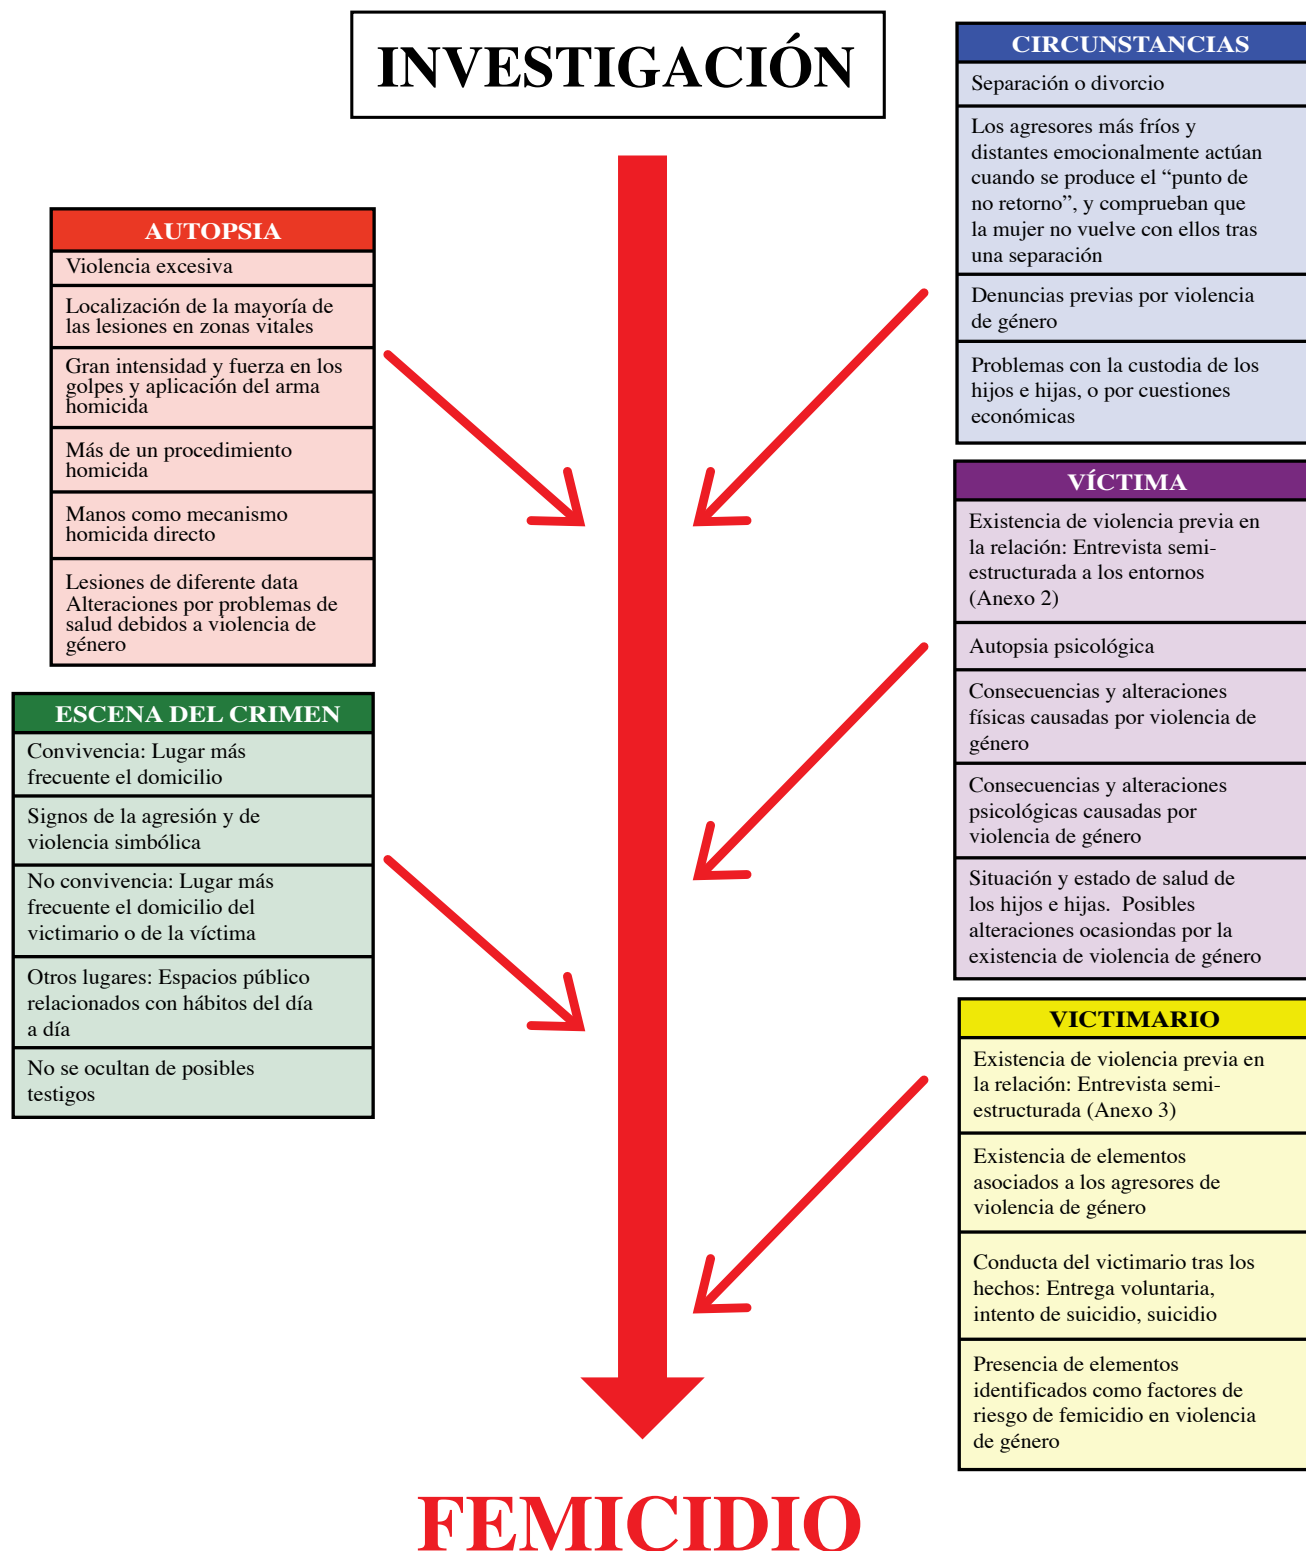 INVESTIGACIÓN
AUTOPSIA
Violencia excesiva
Localización de la mayoría de
las lesiones en zonas vitales
Gran intensidad y fuerza en los
golpes y aplicación del arma
homicida
Más de un procedimiento
homicida
Manos como mecanismo
homicida directo
Lesiones de diferente data
Alteraciones por problemas de
salud debidos a violencia de
género
ESCENA DEL CRIMEN
Convivencia: Lugar más
frecuente el domicilio
Signos de la agresión y de
violencia simbólica
No convivencia: Lugar más
frecuente el domicilio del
victimario o de la víctima
Otros lugares: Espacios público
relacionados con hábitos del día
a día
No se ocultan de posibles
testigos
CIRCUNSTANCIAS
Separación o divorcio
Los agresores más fríos y
distantes emocionalmente actúan
cuando se produce el “punto de
no retorno”, y comprueban que
la mujer no vuelve con ellos tras
una separación
Denuncias previas por violencia
de género
Problemas con la custodia de los
hijos e hijas, o por cuestiones
económicas
VÍCTIMA
Existencia de violencia previa en
la relación: Entrevista semi-
estructurada a los entornos
(Anexo 2)
Autopsia psicológica
Consecuencias y alteraciones
físicas causadas por violencia de
género
Consecuencias y alteraciones
psicológicas causadas por
violencia de género
Situación y estado de salud de
los hijos e hijas.  Posibles
alteraciones ocasiondas por la
existencia de violencia de género
VICTIMARIO
Existencia de violencia previa en
la relación: Entrevista semi-
estructurada (Anexo 3)
Existencia de elementos
asociados a los agresores de
violencia de género
Conducta del victimario tras los
hechos: Entrega voluntaria,
intento de suicidio, suicidio
Presencia de elementos
identificados como factores de
riesgo de femicidio en violencia
de género
FEMICIDIO